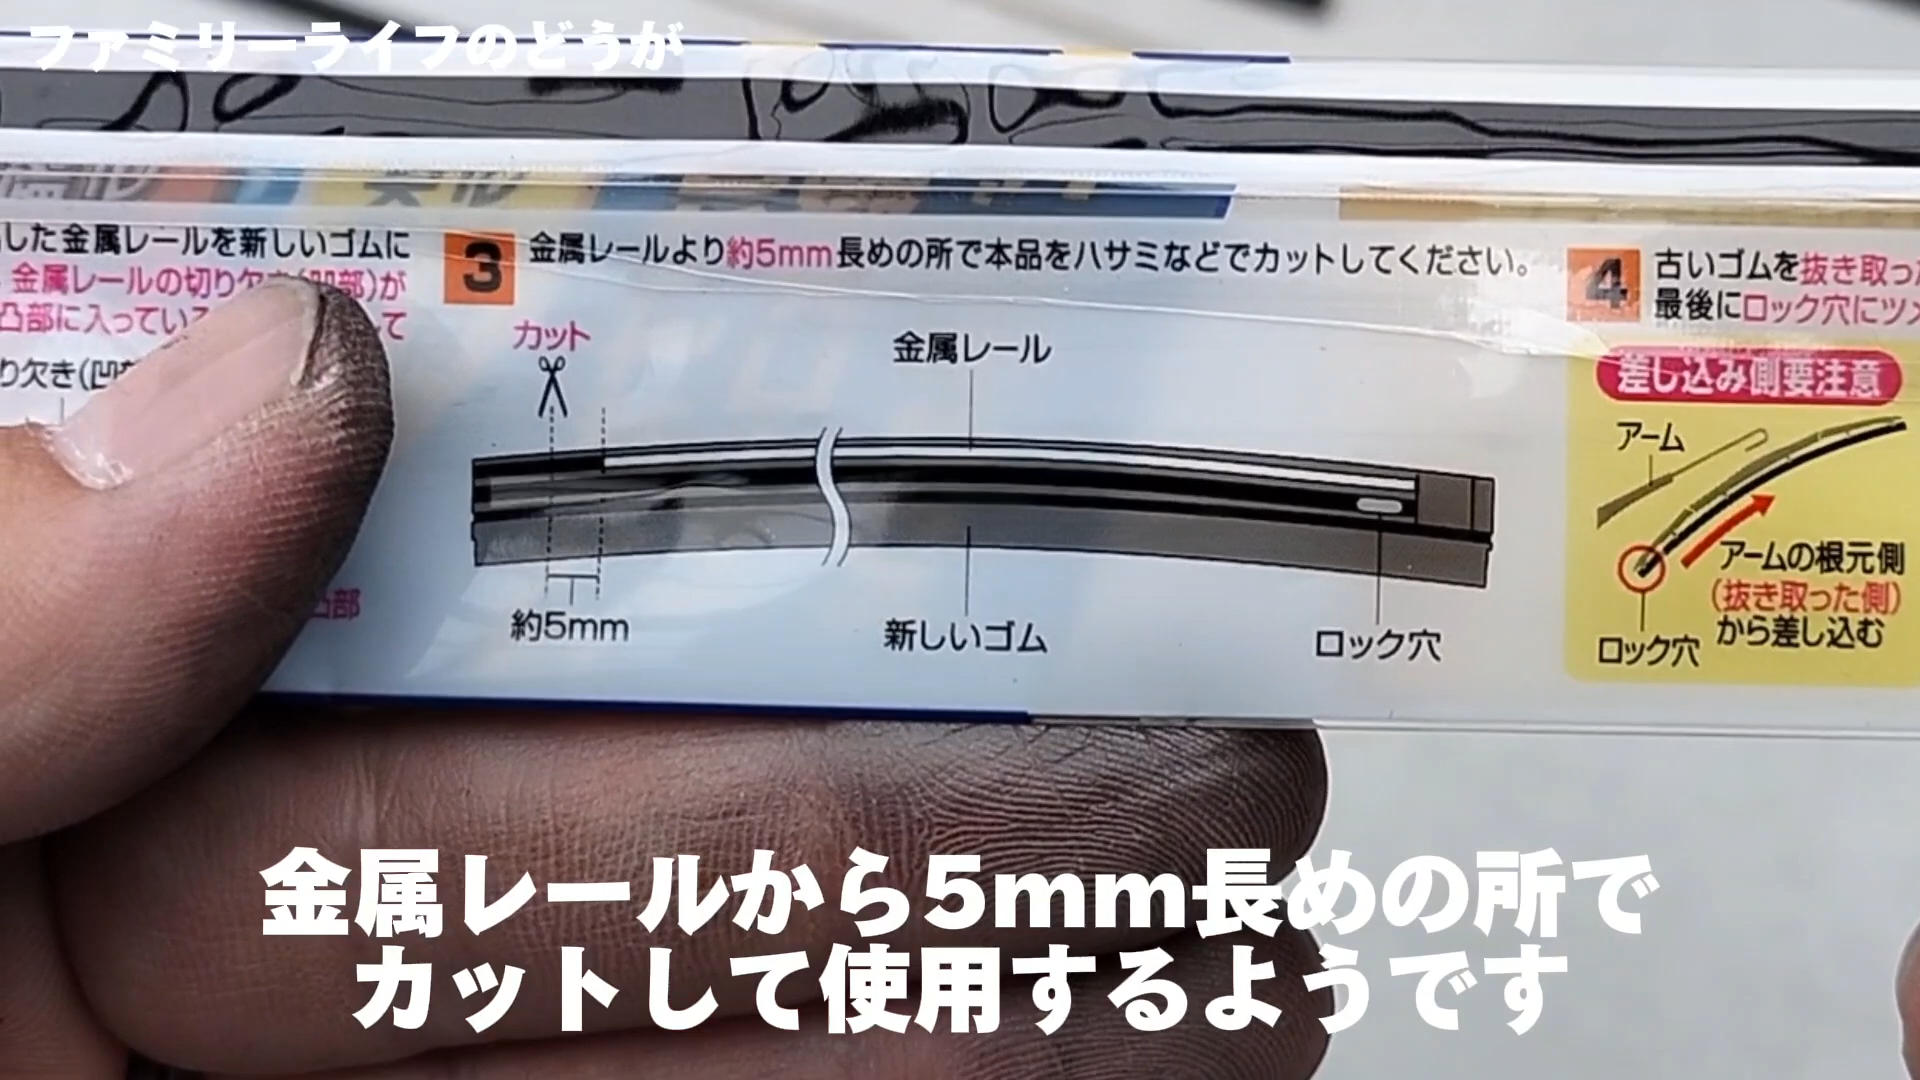 ファミリーライフのどうが
した金属レールを新しいゴムに
金属レールの切り欠き(凹部)が
凸部に入っている
て
り欠き(凹
凸部
3
金属レールより約5mm長めの所で本品をハサミなどでカットしてください。
カット
金属レール
約5mm
新しいゴム
ロック穴
4
古いゴムを抜き取っ
最後にロック穴にツメ
差し込み側要注意
アーム
アームの根元側
(抜き取った側)
から差し込む
ロック穴
金属レールから5mm長めの所で
カットして使用するようです